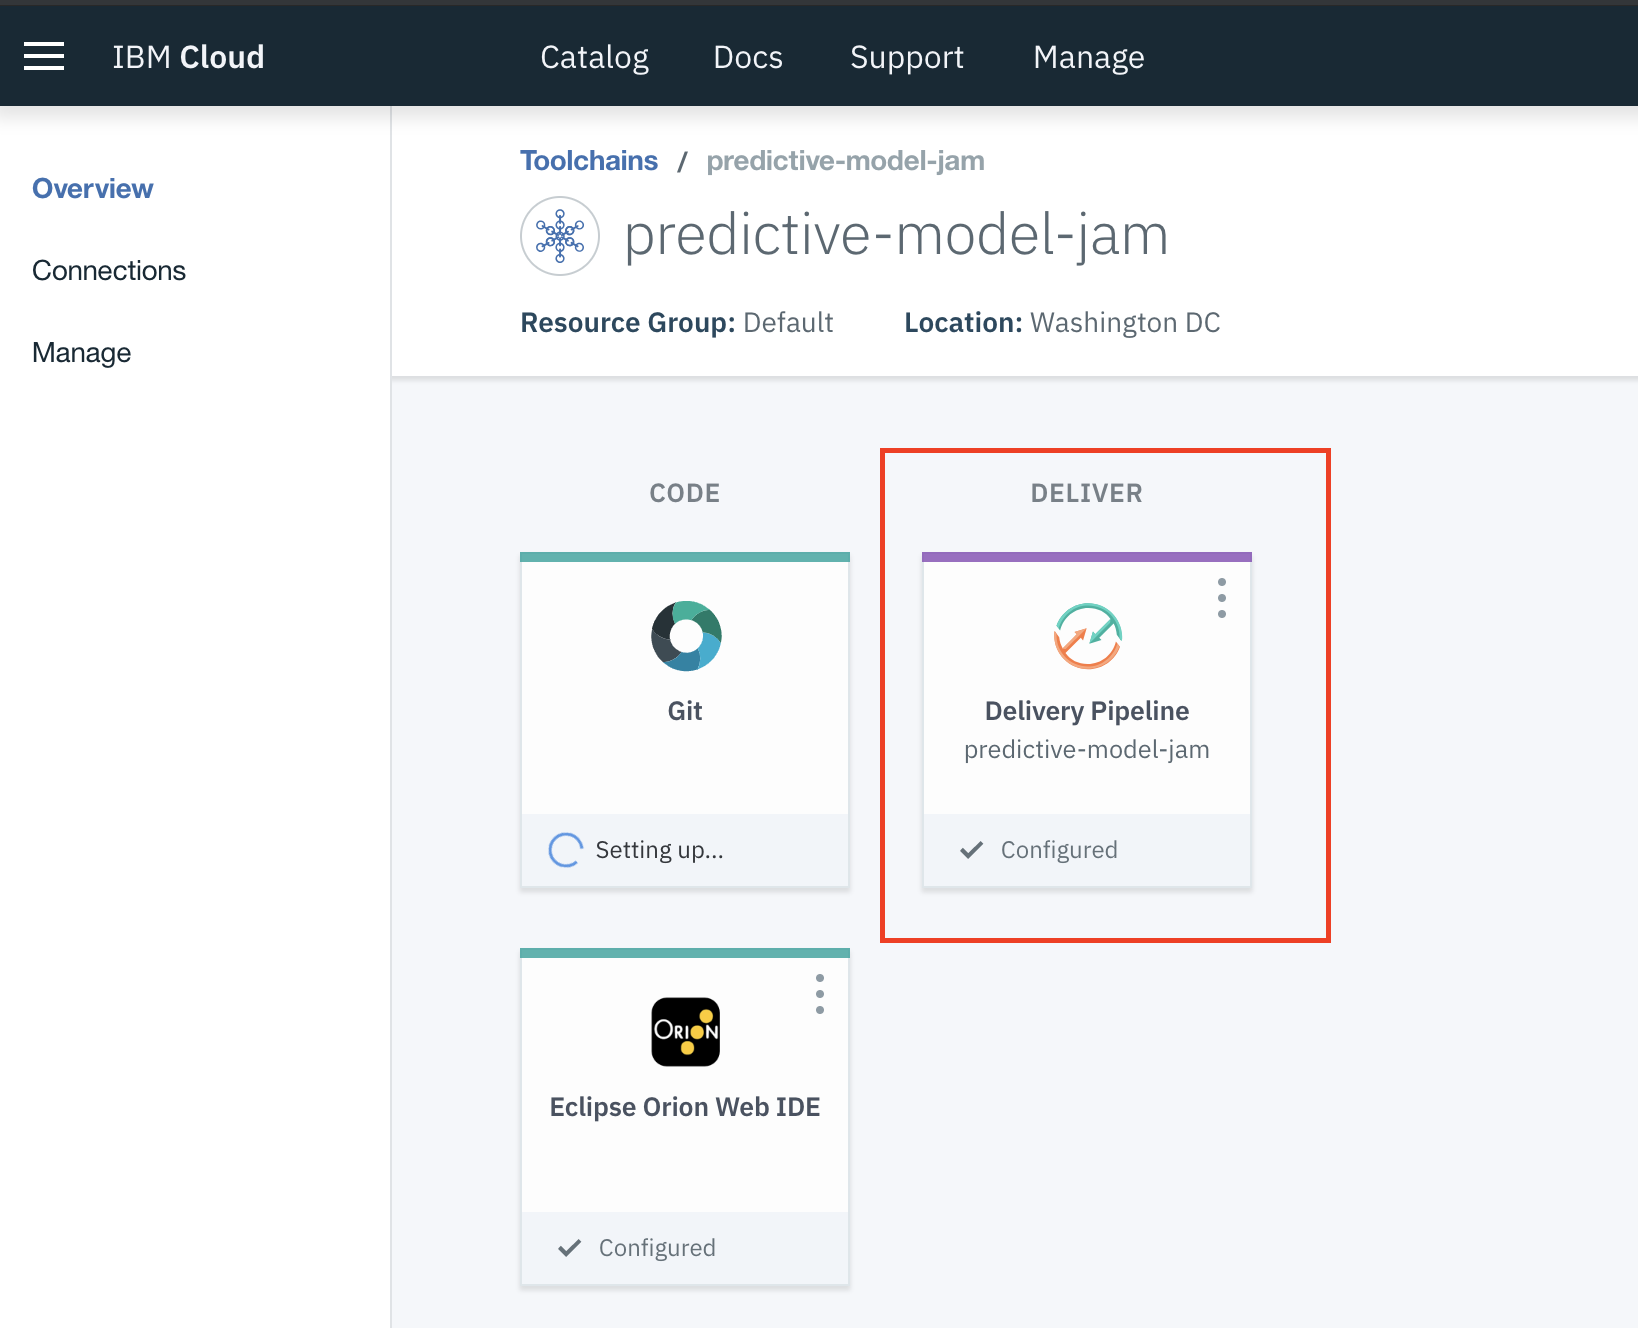 IBM Cloud Catalog Docs Support Manage
Overview
Connections
Manage
Toolchains / predictive-model-jam
predictive-model-jam
Resource Group: Default Location: Washington DC
CODE
Git
Setting up...
ORION
Eclipse Orion Web IDE
Configured
DELIVER
Delivery Pipeline
predictive-model-jam
Configured